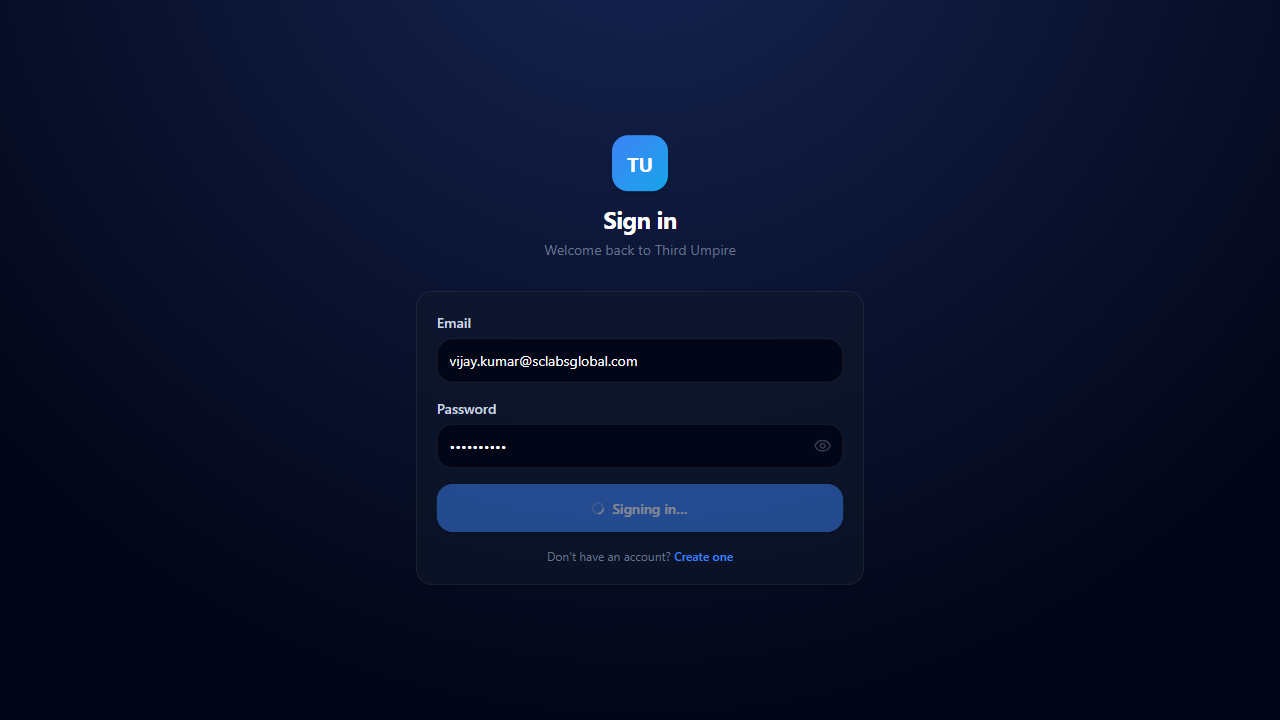 TU
Sign in
Welcome back to Third Umpire
Email
vijay.kumar@sclabsglobal.com
Password
••••••••••
Signing in...
Don't have an account? Create one